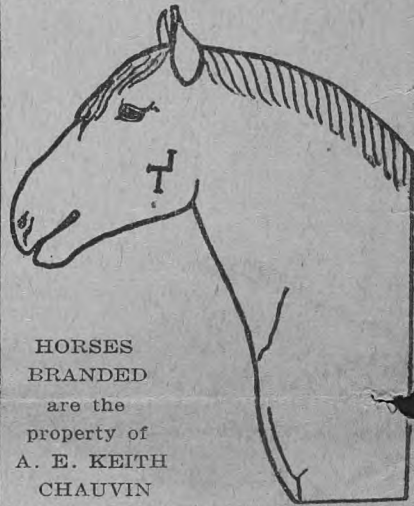 HORSES
BRANDED
are the
property of
A. E. KEITH
CHAUVIN